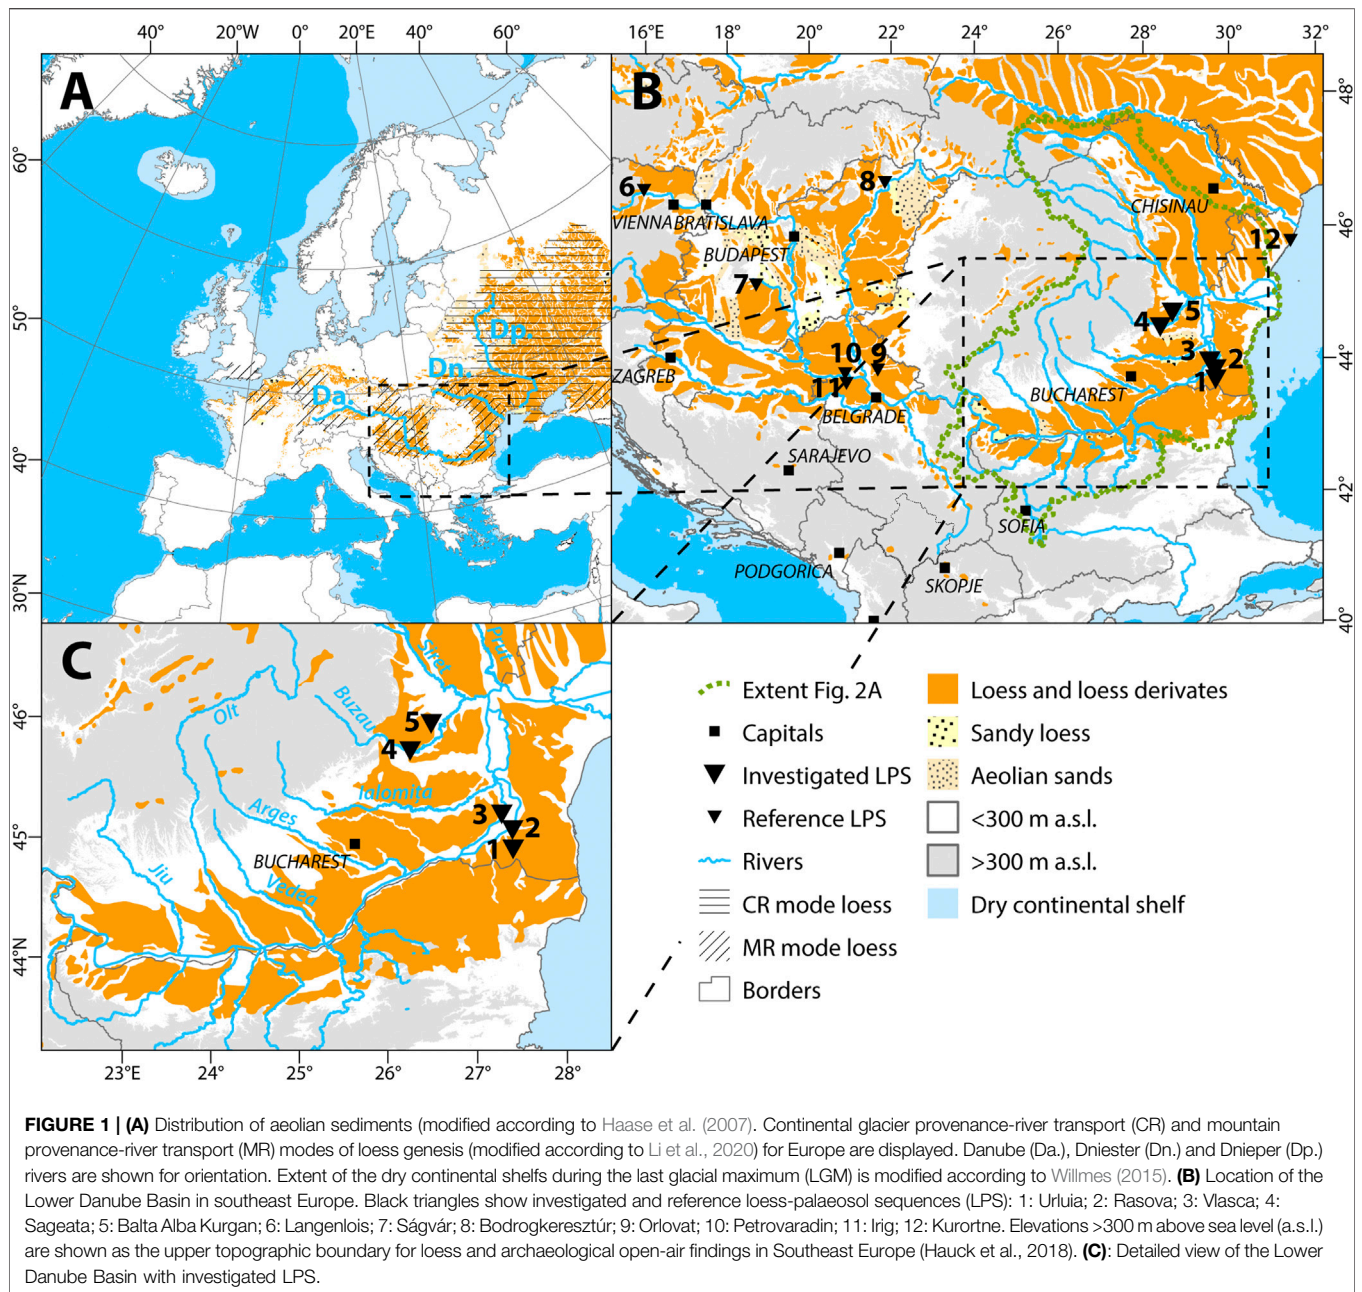 40° 20°W 0° 20°E 40° 60° 16°E 18° 20° 22° 24° 26° 28° 30° 32°
A
60°
50°
40°
30°N
Dp.
Dn.
Da.
B
48°
46°
44°
42°
40°
6
8
VIENNA BRATISLAVA
BUDAPEST
7
CHISINAU
12
5
4
3
2
1
10 9
11
ZAGREB
BELGRADE
BUCHAREST
SARAJEVO
SOFIA
PODGORICA
SKOPJE
C
Siret
Prut
Olt
Buzau
5
4
Ialomiţa
Arges
3
2
1
BUCHAREST
Jiu
Vedea
46°
45°
44°N
23°E 24° 25° 26° 27° 28°
Extent Fig. 2A
Capitals
Investigated LPS
Reference LPS
Rivers
CR mode loess
MR mode loess
Borders
Loess and loess derivates
Sandy loess
Aeolian sands
<300 m a.s.l.
>300 m a.s.l.
Dry continental shelf
FIGURE 1 | (A) Distribution of aeolian sediments (modified according to Haase et al. (2007). Continental glacier provenance-river transport (CR) and mountain
provenance-river transport (MR) modes of loess genesis (modified according to Li et al., 2020) for Europe are displayed. Danube (Da.), Dniester (Dn.) and Dnieper (Dp.)
rivers are shown for orientation. Extent of the dry continental shelfs during the last glacial maximum (LGM) is modified according to Willmes (2015). (B) Location of the
Lower Danube Basin in southeast Europe. Black triangles show investigated and reference loess-palaeosol sequences (LPS): 1: Urluia; 2: Rasova; 3: Vlasca; 4:
Sageata; 5: Balta Alba Kurgan; 6: Langenlois; 7: Ságvár; 8: Bodrogkeresztúr; 9: Orlovat; 10: Petrovaradin; 11: Irig; 12: Kurortne. Elevations >300 m above sea level (a.s.l.)
are shown as the upper topographic boundary for loess and archaeological open-air findings in Southeast Europe (Hauck et al., 2018). (C): Detailed view of the Lower
Danube Basin with investigated LPS.